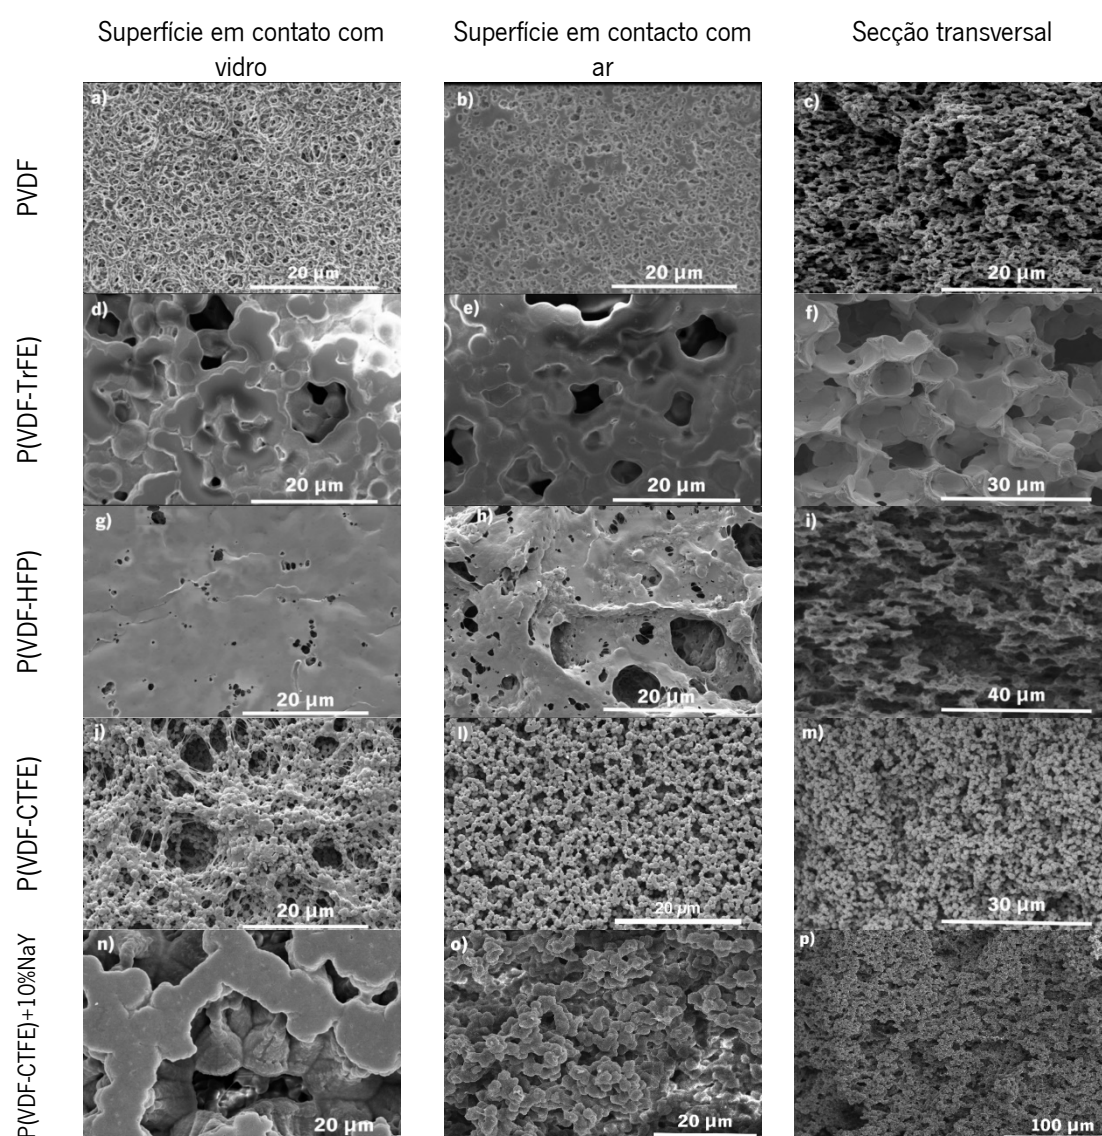 Superfície em contato com
vidro
Superfície em contacto com
ar
Secção transversal
PVDF
a)
20 µm
b)
20 µm
c)
20 µm
P(VDF-TrFE)
d)
20 µm
e)
20 µm
f)
30 µm
P(VDF-HFP)
g)
20 µm
h)
20 µm
i)
40 µm
P(VDF-CTFE)
j)
20 µm
l)
20 µm
m)
30 µm
P(VDF-CTFE)+10%NaY
n)
20 µm
o)
20 µm
p)
100 µm